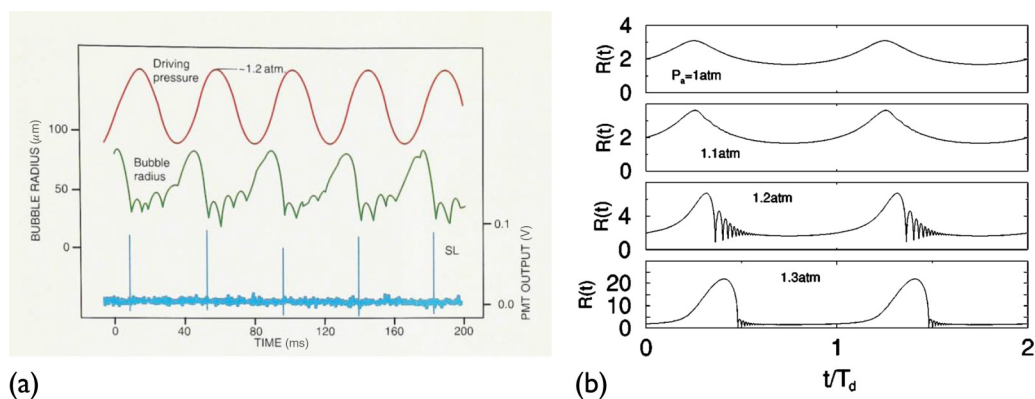 Driving
pressure
~1.2 atm.
BUBBLE RADIUS (μm)
100
50
0
Bubble
radius
SL
0.1
0.0
PMT OUTPUT (V)
0 40 80 120 160 200
TIME (ms)
(a)
R(t)
4
2
0
Pa=1atm
R(t)
4
2
0
1.1atm
R(t)
8
4
0
1.2atm
R(t)
20
10
0
1.3atm
0 1 2
t/Td
(b)